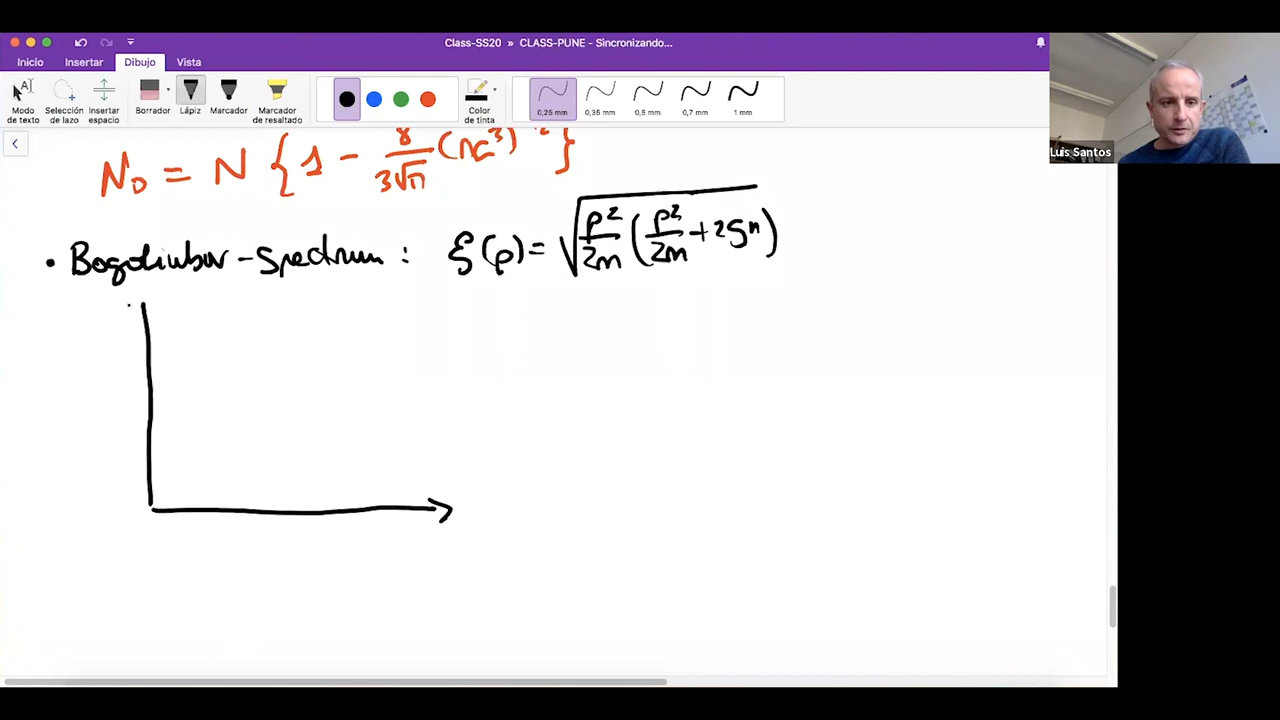 Class-SS20 » CLASS-PUNE - Sincronizando...
Inicio Insertar Dibujo Vista
Modo de texto
Selección de lazo
Insertar espacio
Borrador
Lápiz
Marcador
Marcador de resaltado
Color de tinta
0,25 mm 0,35 mm 0,5 mm 0,7 mm 1 mm
Luis Santos
N₀ = N { 1 - 8/(3√π) (na³)
• Bogoliubov - Spectrum : ξ(p) = √(p²/2m (p²/2m + 2gn))